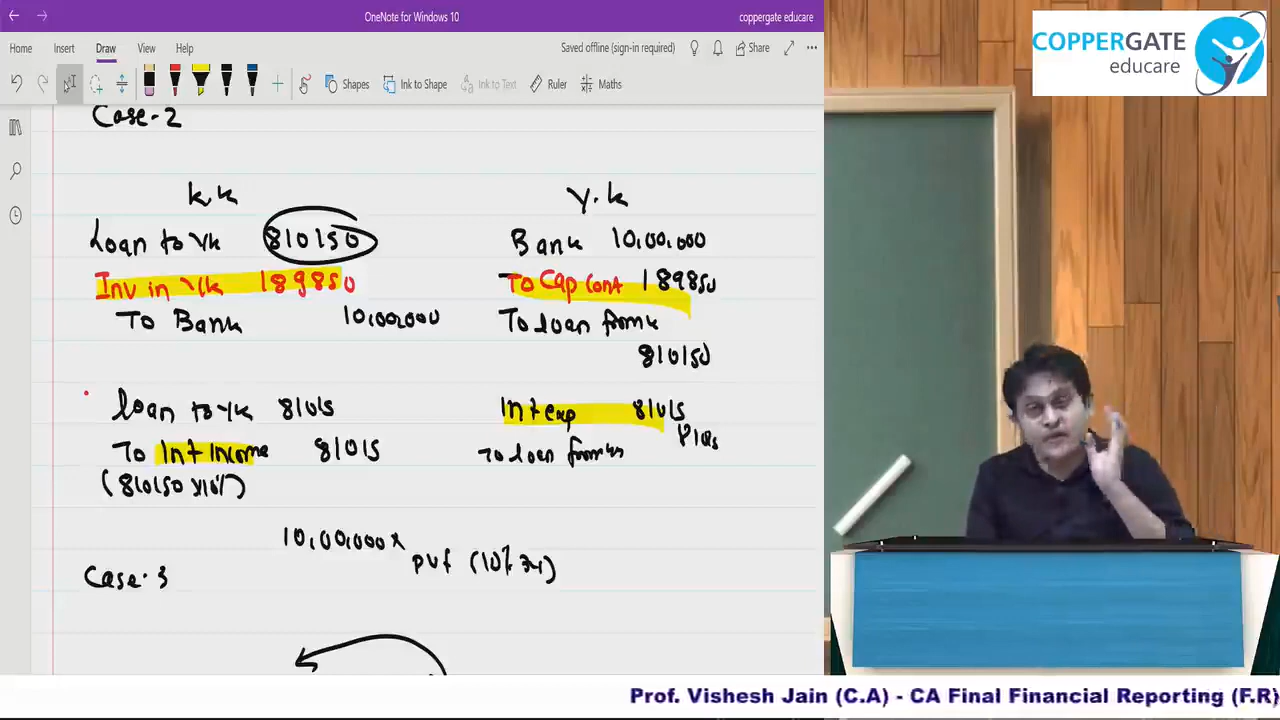 OneNote for Windows 10
coppergate educare
Home Insert Draw View Help
Saved offline (sign-in required)
Share
Shapes
Ink to Shape
Ink to Text
Ruler
Maths
COPPERGATE
educare
Case-2
k.k
Y.k
Loan to Yk 810150
Bank 10,00,000
Inv in Yk 189850
To Cap Cont 189850
To Bank 10,00,000
To loan from k
810150
loan to Yk 81015
Int exp 81015
To Int Income 81015
To loan from
81015
(810150 x 10%)
10,00,000 x
pvf (10%
Case-3
Prof. Vishesh Jain (C.A) - CA Final Financial Reporting (F.R)